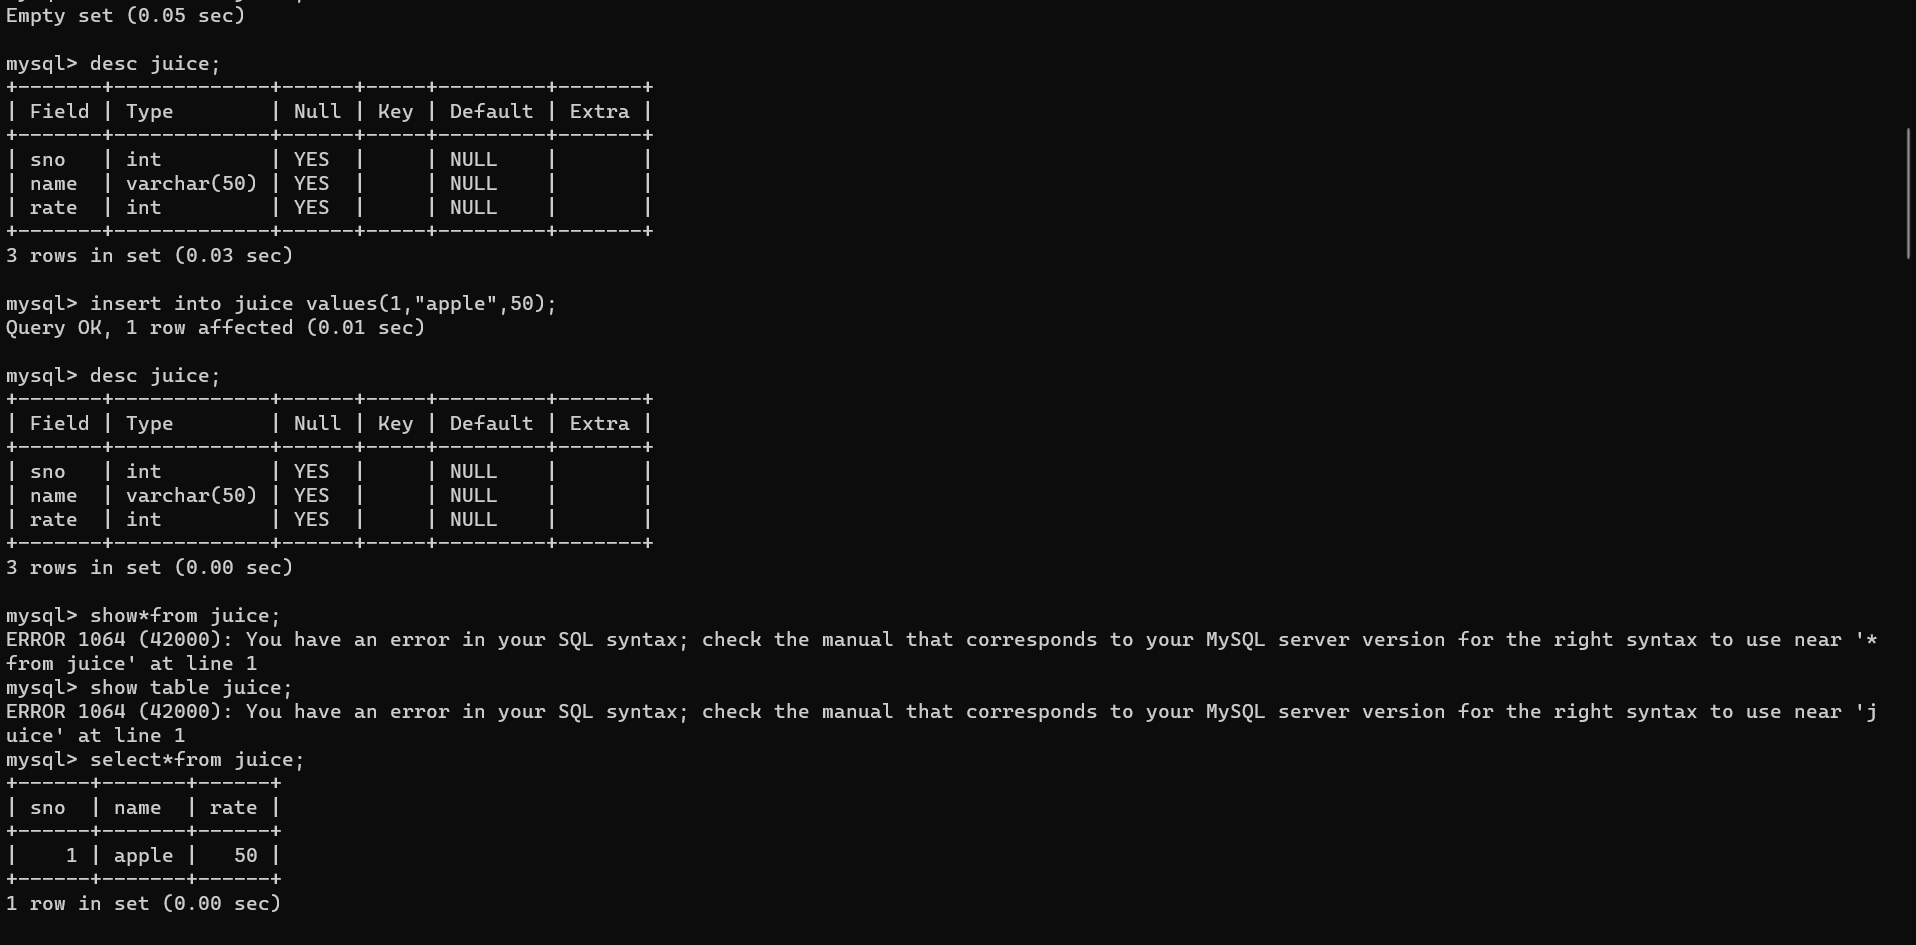 Empty set (0.05 sec)
mysql> desc juice;
+-------+-------------+------+-----+---------+-------+
| Field | Type        | Null | Key | Default | Extra |
+-------+-------------+------+-----+---------+-------+
| sno   | int         | YES  |     | NULL    |       |
| name  | varchar(50) | YES  |     | NULL    |       |
| rate  | int         | YES  |     | NULL    |       |
+-------+-------------+------+-----+---------+-------+
3 rows in set (0.03 sec)
mysql> insert into juice values(1,"apple",50);
Query OK, 1 row affected (0.01 sec)
mysql> desc juice;
+-------+-------------+------+-----+---------+-------+
| Field | Type        | Null | Key | Default | Extra |
+-------+-------------+------+-----+---------+-------+
| sno   | int         | YES  |     | NULL    |       |
| name  | varchar(50) | YES  |     | NULL    |       |
| rate  | int         | YES  |     | NULL    |       |
+-------+-------------+------+-----+---------+-------+
3 rows in set (0.00 sec)
mysql> show*from juice;
ERROR 1064 (42000): You have an error in your SQL syntax; check the manual that corresponds to your MySQL server version for the right syntax to use near '*
from juice' at line 1
mysql> show table juice;
ERROR 1064 (42000): You have an error in your SQL syntax; check the manual that corresponds to your MySQL server version for the right syntax to use near 'j
uice' at line 1
mysql> select*from juice;
+------+-------+------+
| sno  | name  | rate |
+------+-------+------+
|    1 | apple |   50 |
+------+-------+------+
1 row in set (0.00 sec)